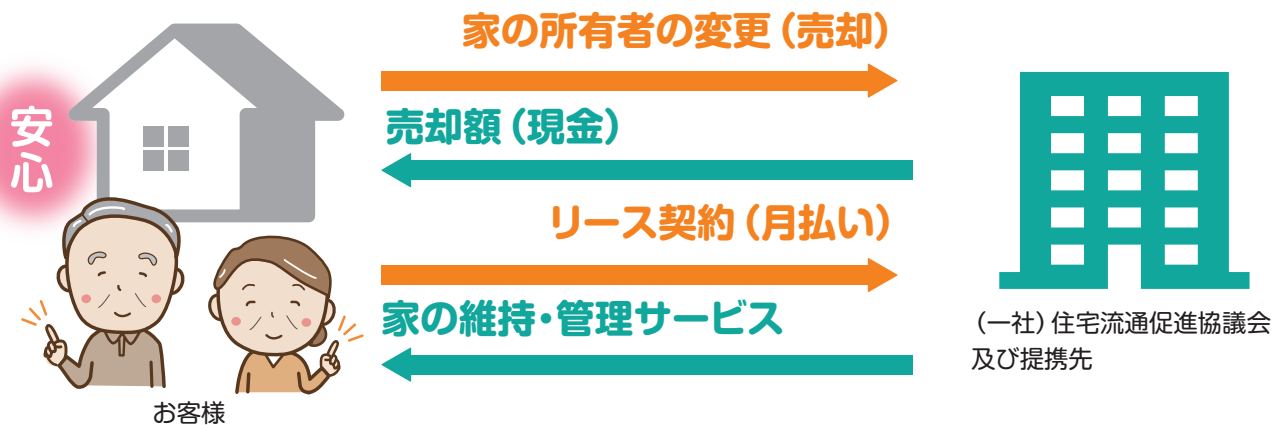 家の所有者の変更（売却）
安心
売却額（現金）
リース契約（月払い）
家の維持・管理サービス
（一社）住宅流通促進協議会
及び提携先
お客様